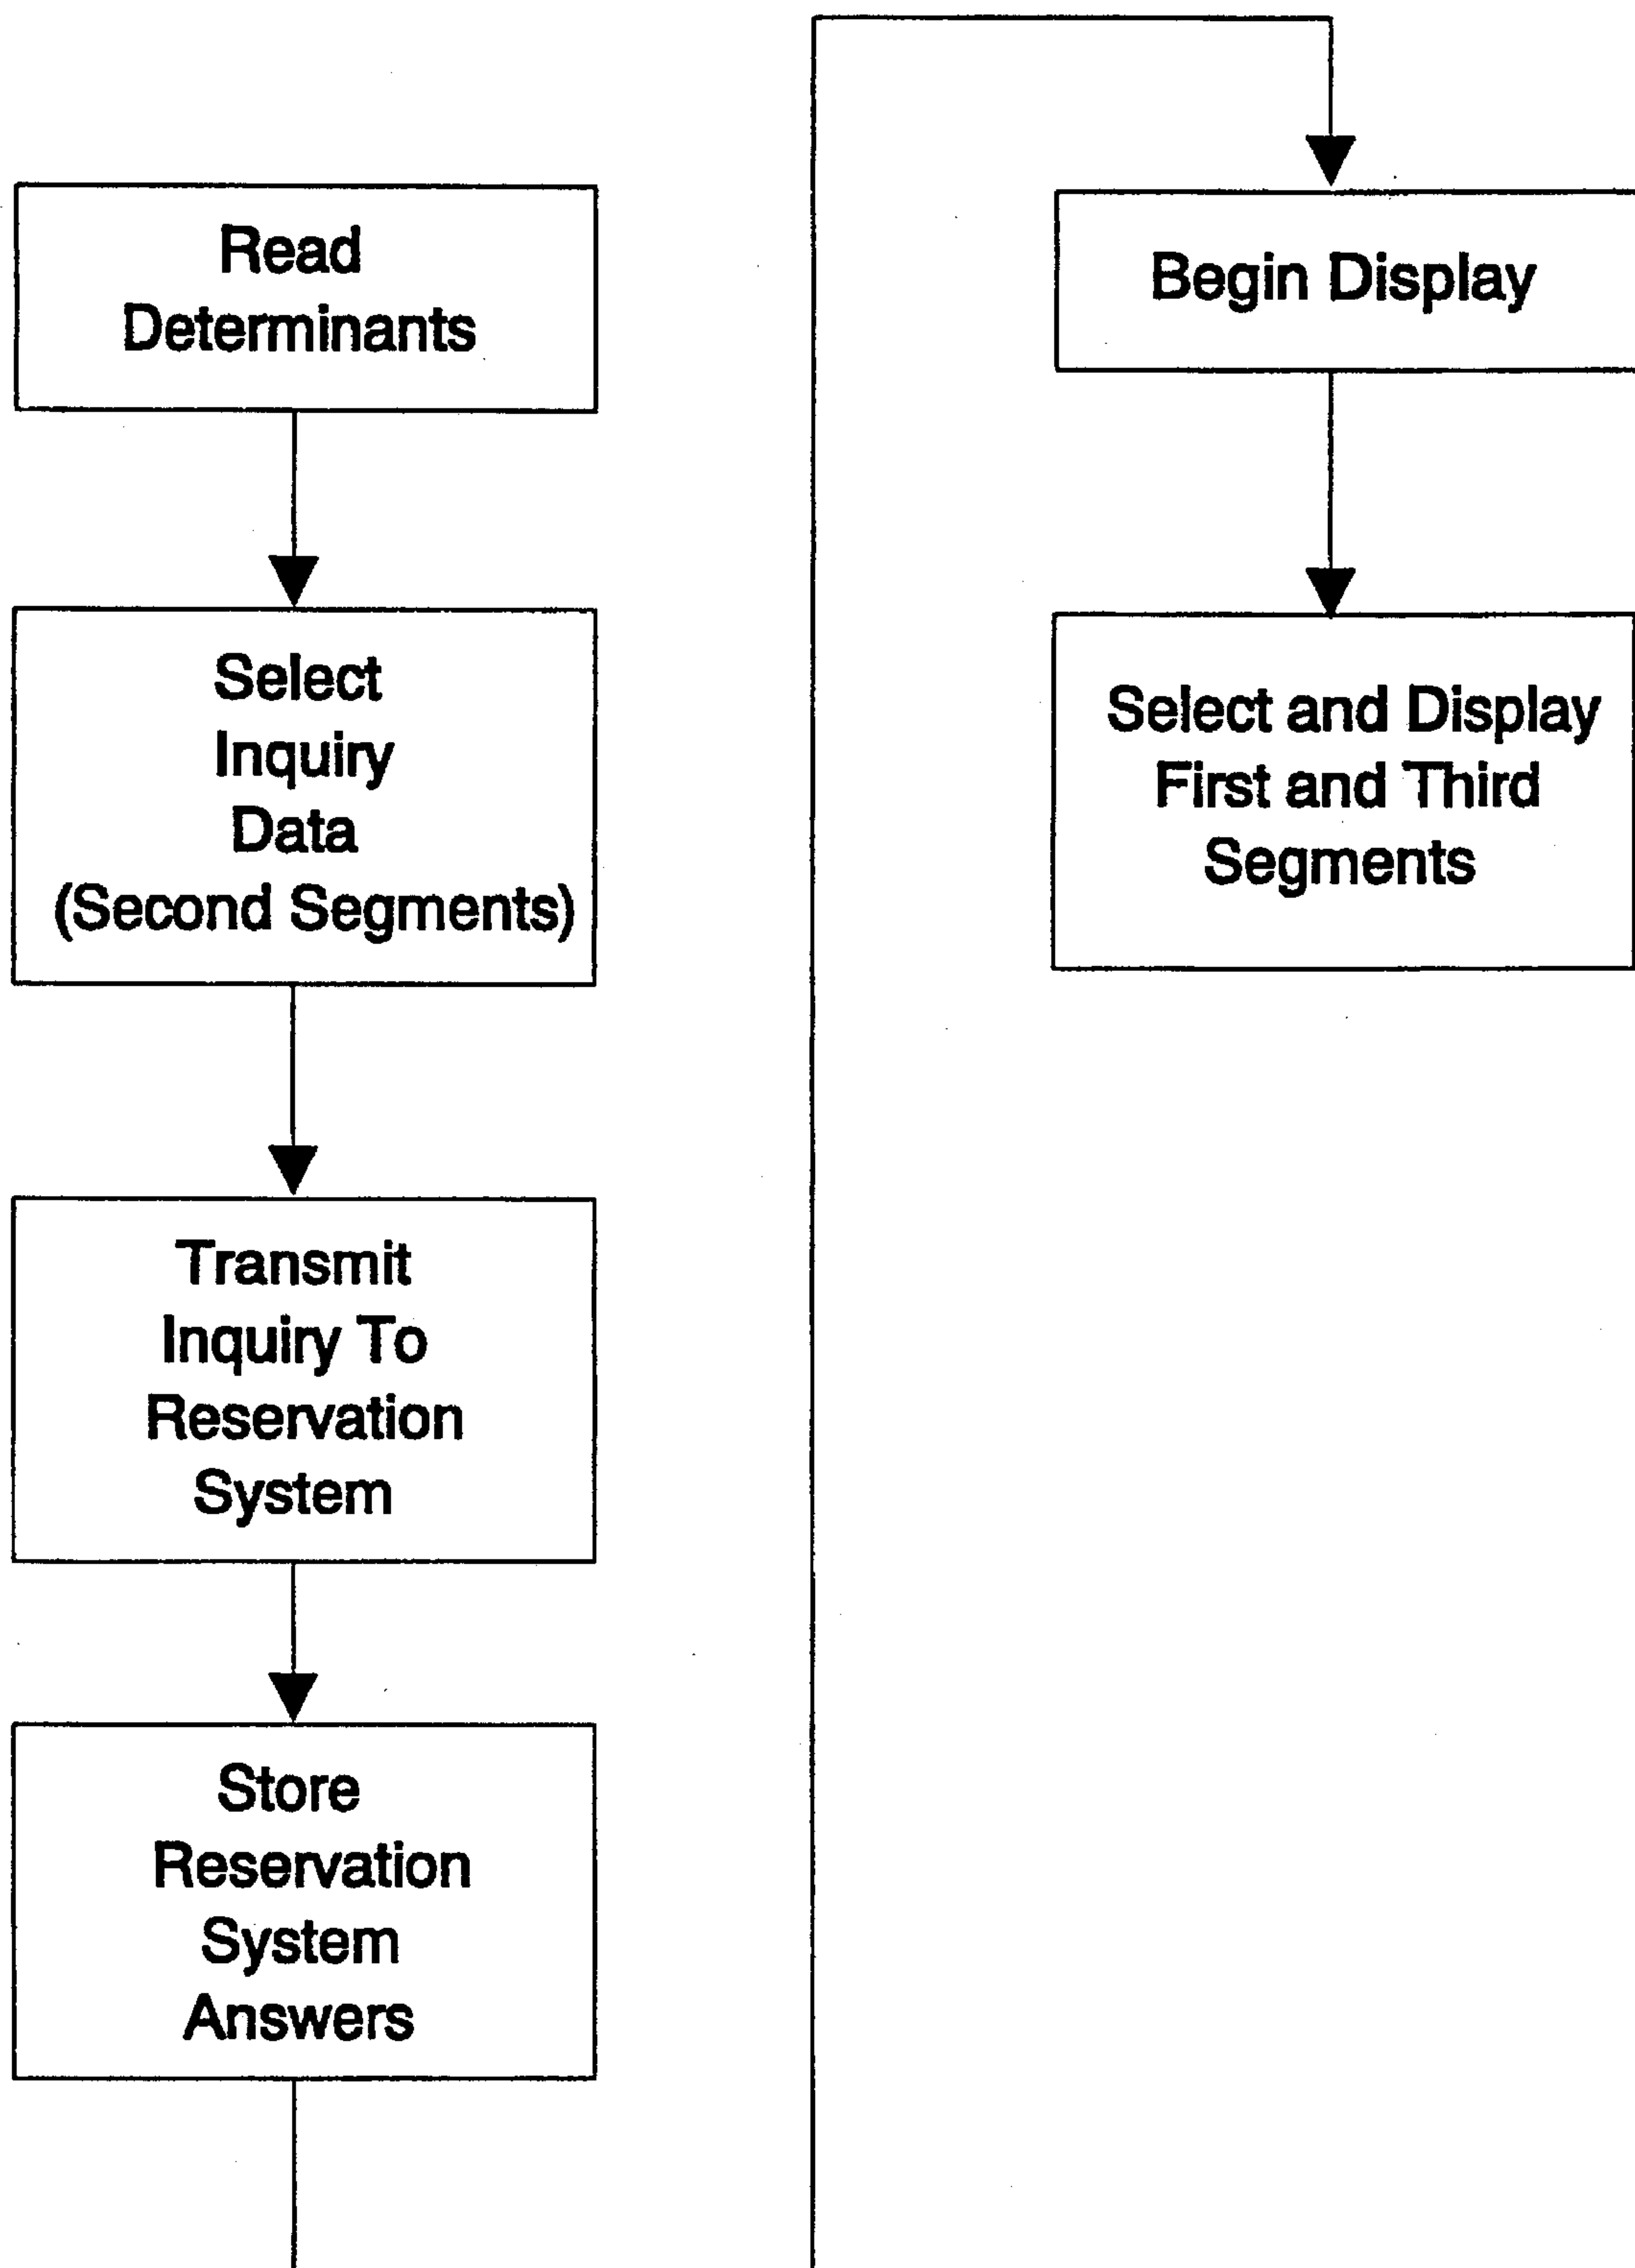 Read
Determinants
Select
Inquiry
Data
(Second Segments)
Transmit
Inquiry To
Reservation
System
Store
Reservation
System
Answers
Begin Display
Select and Display
First and Third
Segments